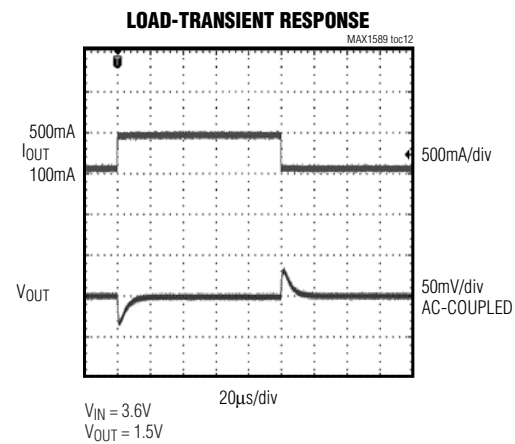 LOAD-TRANSIENT RESPONSE
MAX1589 toc12
500mA
IOUT
100mA
500mA/div
VOUT
50mV/div
AC-COUPLED
20µs/div
VIN = 3.6V
VOUT = 1.5V